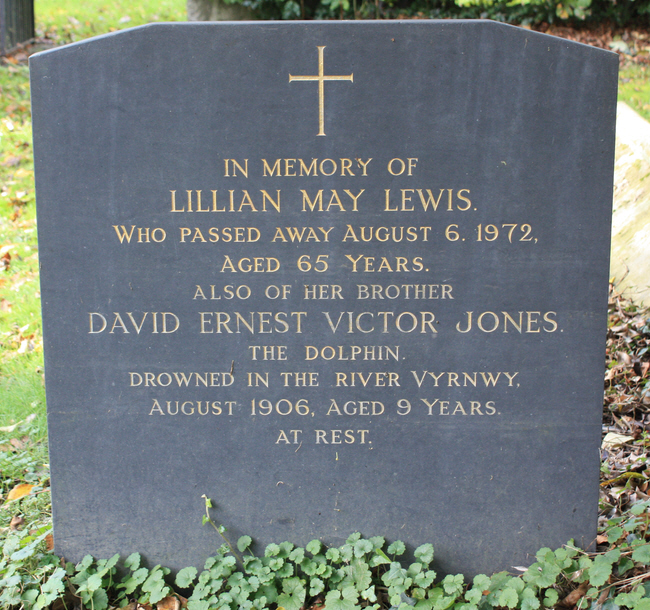 IN MEMORY OF
LILLIAN MAY LEWIS.
WHO PASSED AWAY AUGUST 6. 1972,
AGED 65 YEARS.
ALSO OF HER BROTHER
DAVID ERNEST VICTOR JONES.
THE DOLPHIN.
DROWNED IN THE RIVER VYRNWY,
AUGUST 1906, AGED 9 YEARS.
AT REST.